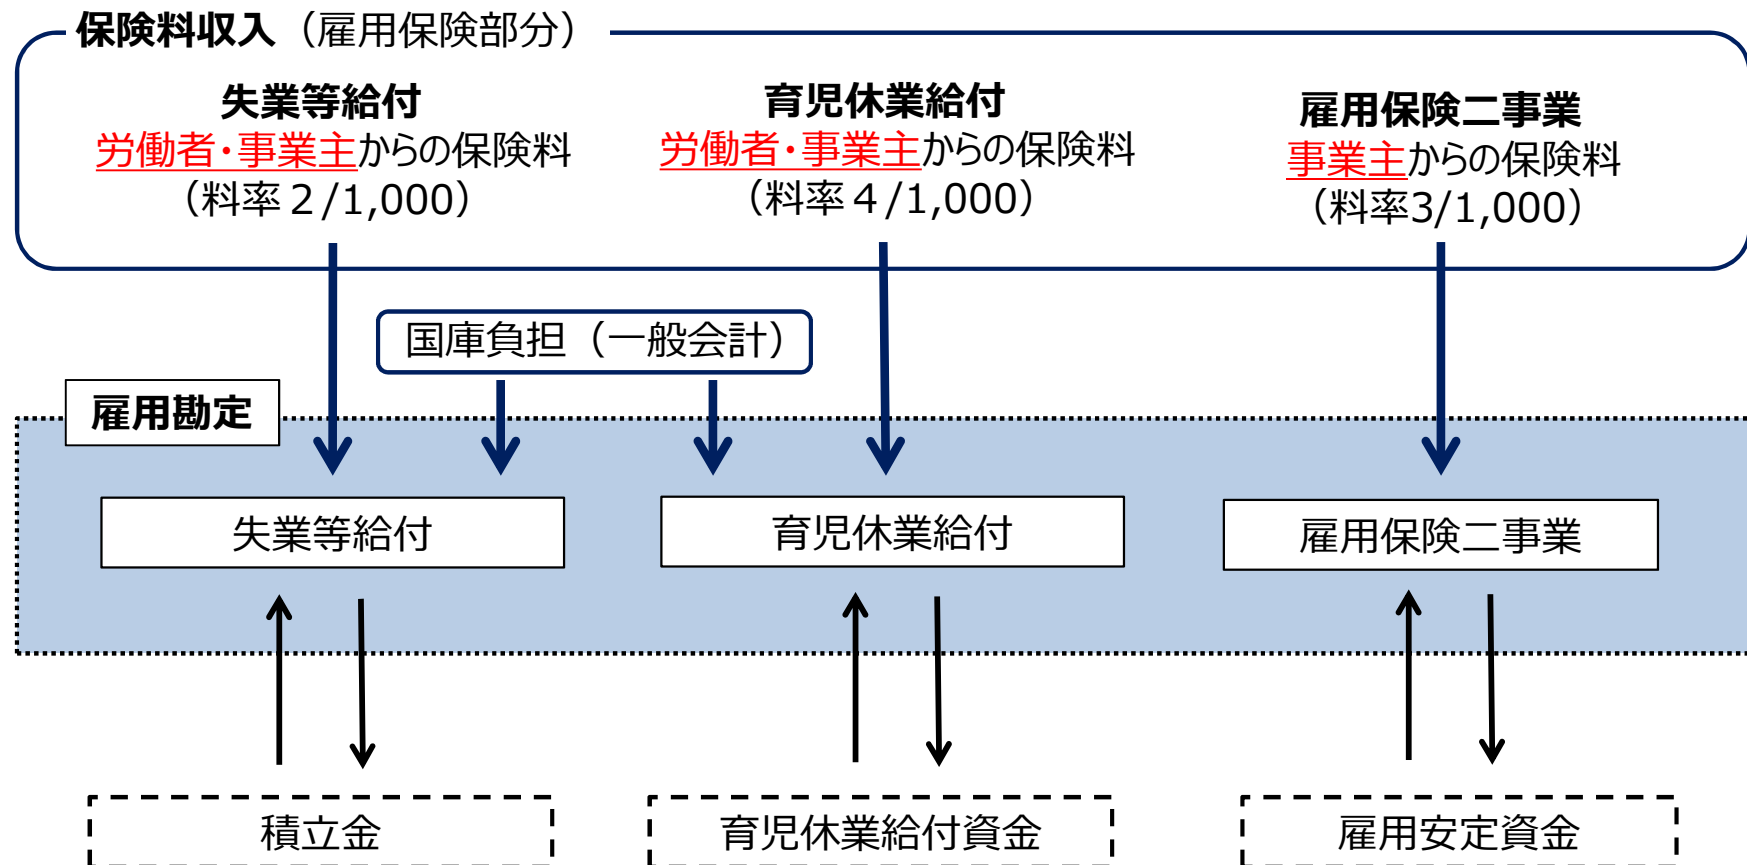 保険料収入（雇用保険部分）
失業等給付
労働者・事業主からの保険料
（料率２/1,000）
育児休業給付
労働者・事業主からの保険料
（料率４/1,000）
雇用保険二事業
事業主からの保険料
（料率3/1,000）
国庫負担（一般会計）
雇用勘定
失業等給付
育児休業給付
雇用保険二事業
積立金
育児休業給付資金
雇用安定資金